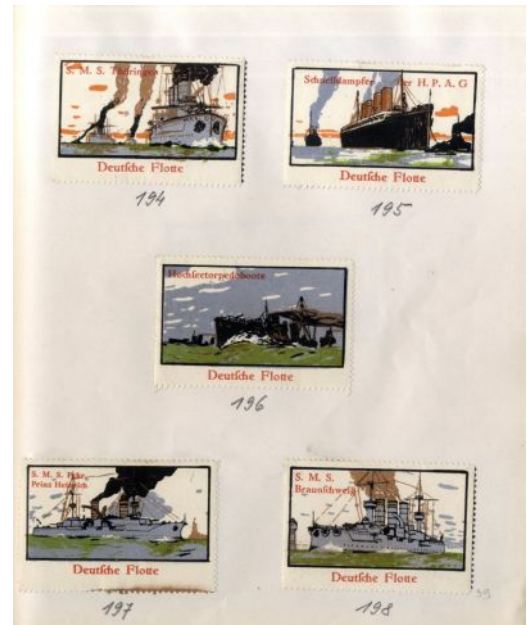 S. M. S. Thüringen
Deutſche Flotte
194
Schnelldampfer der H. P. A. G
Deutſche Flotte
195
Hochſeetorpedoboote
Deutſche Flotte
196
S. M. S.
Prinz Heinrich
Deutſche Flotte
197
S. M. S.
Braunſchweig
Deutſche Flotte
198
39